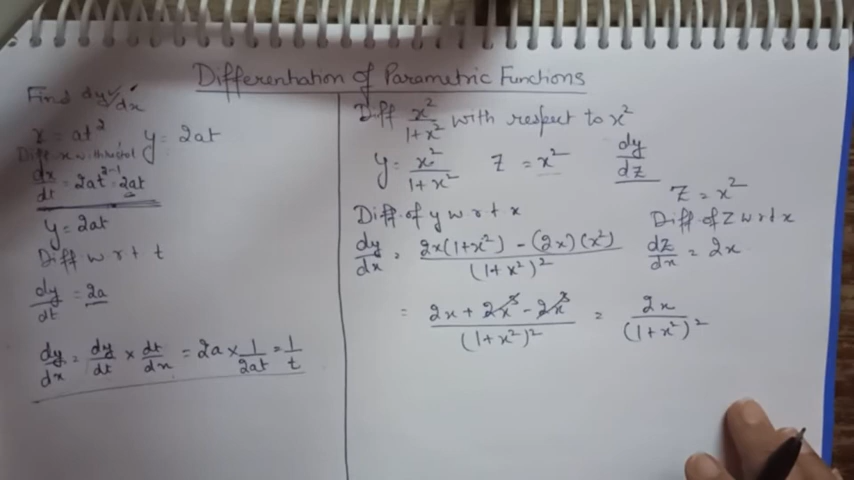 Differentiation of Parametric Functions
Find dy/dx
x = at² y = 2at
Diff x with
dx/dt = 2at²⁻¹ = 2at
y = 2at
Diff w r t t
dy/dt = 2a
dy/dx = dy/dt × dt/dx = 2a × 1/2at = 1/t
Diff x²/1+x² with respect to x²
y = x²/1+x² z = x² dy/dz
z = x²
Diff of y w r t x
Diff of z w r t x
dy/dx = 2x(1+x²) - (2x)(x²)/(1+x²)²
dz/dx = 2x
= 2x + 2x³ - 2x³/(1+x²)² = 2x/(1+x²)²